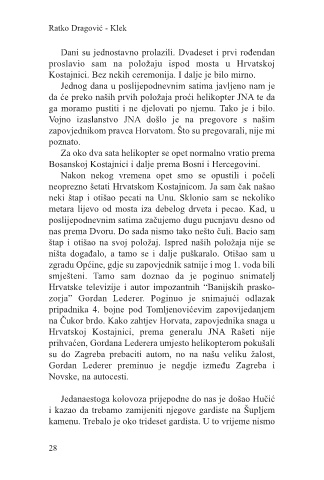 Ratko Dragović - Klek
Dani su jednostavno prolazili. Dvadeset i prvi rođendan
proslavio sam na položaju ispod mosta u Hrvatskoj
Kostajnici. Bez nekih ceremonija. I dalje je bilo mirno.
Jednog dana u poslijepodnevnim satima javljeno nam je
da će preko naših prvih položaja proći helikopter JNA te da
ga moramo pustiti i ne djelovati po njemu. Tako je i bilo.
Vojno izaslanstvo JNA došlo je na pregovore s našim
zapovjednikom pravca Horvatom. Što su pregovarali, nije mi
poznato.
Za oko dva sata helikopter se opet normalno vratio prema
Bosanskoj Kostajnici i dalje prema Bosni i Hercegovini.
Nakon nekog vremena opet smo se opustili i počeli
neoprezno šetati Hrvatskom Kostajnicom. Ja sam čak našao
neki štap i otišao pecati na Unu. Sklonio sam se nekoliko
metara lijevo od mosta iza debelog drveta i pecao. Kad, u
poslijepodnevnim satima začujemo dugu pucnjavu desno od
nas prema Dvoru. Do sada nismo tako nešto čuli. Bacio sam
štap i otišao na svoj položaj. Ispred naših položaja nije se
ništa događalo, a tamo se i dalje puškaralo. Otišao sam u
zgradu Općine, gdje su zapovjednik satnije i mog 1. voda bili
smješteni. Tamo sam doznao da je poginuo snimatelj
Hrvatske televizije i autor impozantnih “Banijskih prasko-
zorja” Gordan Lederer. Poginuo je snimajući odlazak
pripadnika 4. bojne pod Tomljenovićevim zapovijedanjem
na Čukor brdo. Kako zahtjev Horvata, zapovjednika snaga u
Hrvatskoj Kostajnici, prema generalu JNA Rašeti nije
prihvaćen, Gordana Lederera umjesto helikopterom pokušali
su do Zagreba prebaciti autom, no na našu veliku žalost,
Gordan Lederer preminuo je negdje između Zagreba i
Novske, na autocesti.
Jedanaestoga kolovoza prijepodne do nas je došao Hučić
i kazao da trebamo zamijeniti njegove gardiste na Šupljem
kamenu. Trebalo je oko trideset gardista. U to vrijeme nismo
28